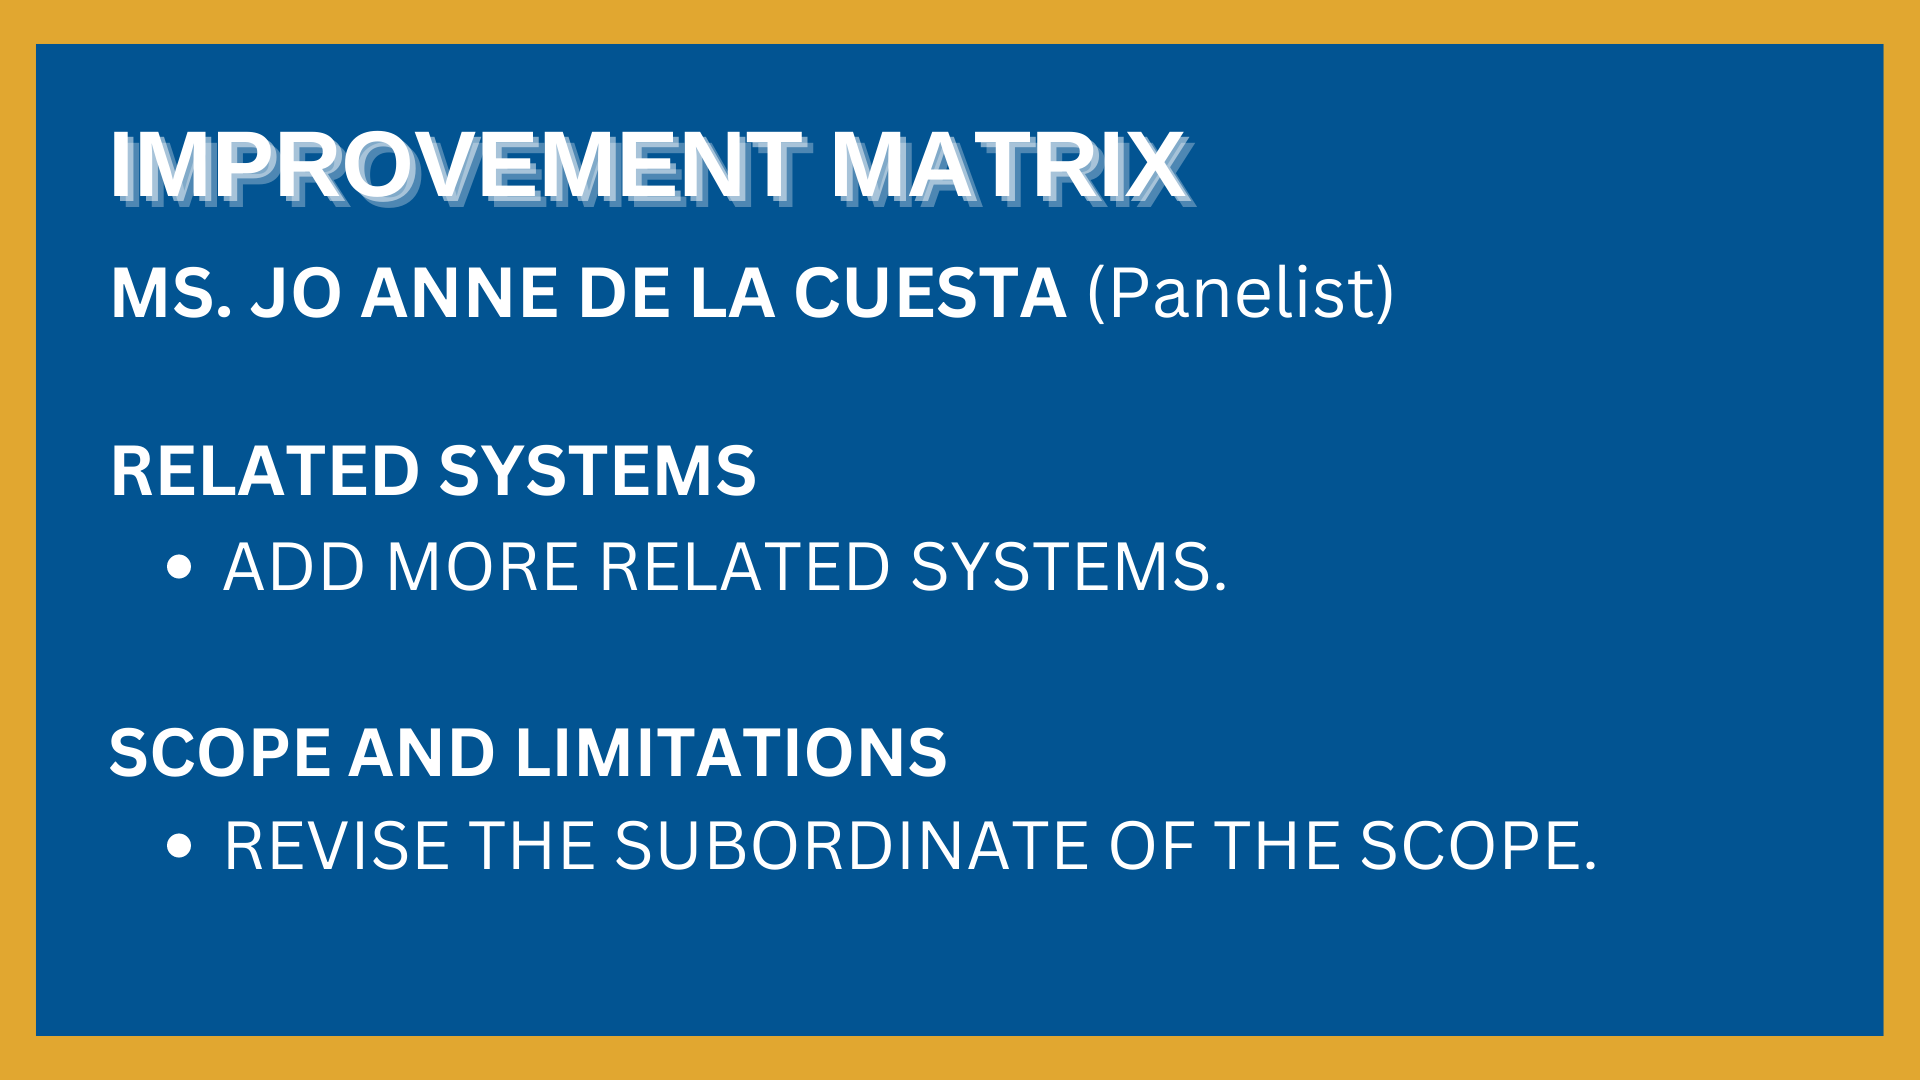 IMPROVEMENT MATRIX
MS. JO ANNE DE LA CUESTA (Panelist)
RELATED SYSTEMS
• ADD MORE RELATED SYSTEMS.
SCOPE AND LIMITATIONS
• REVISE THE SUBORDINATE OF THE SCOPE.